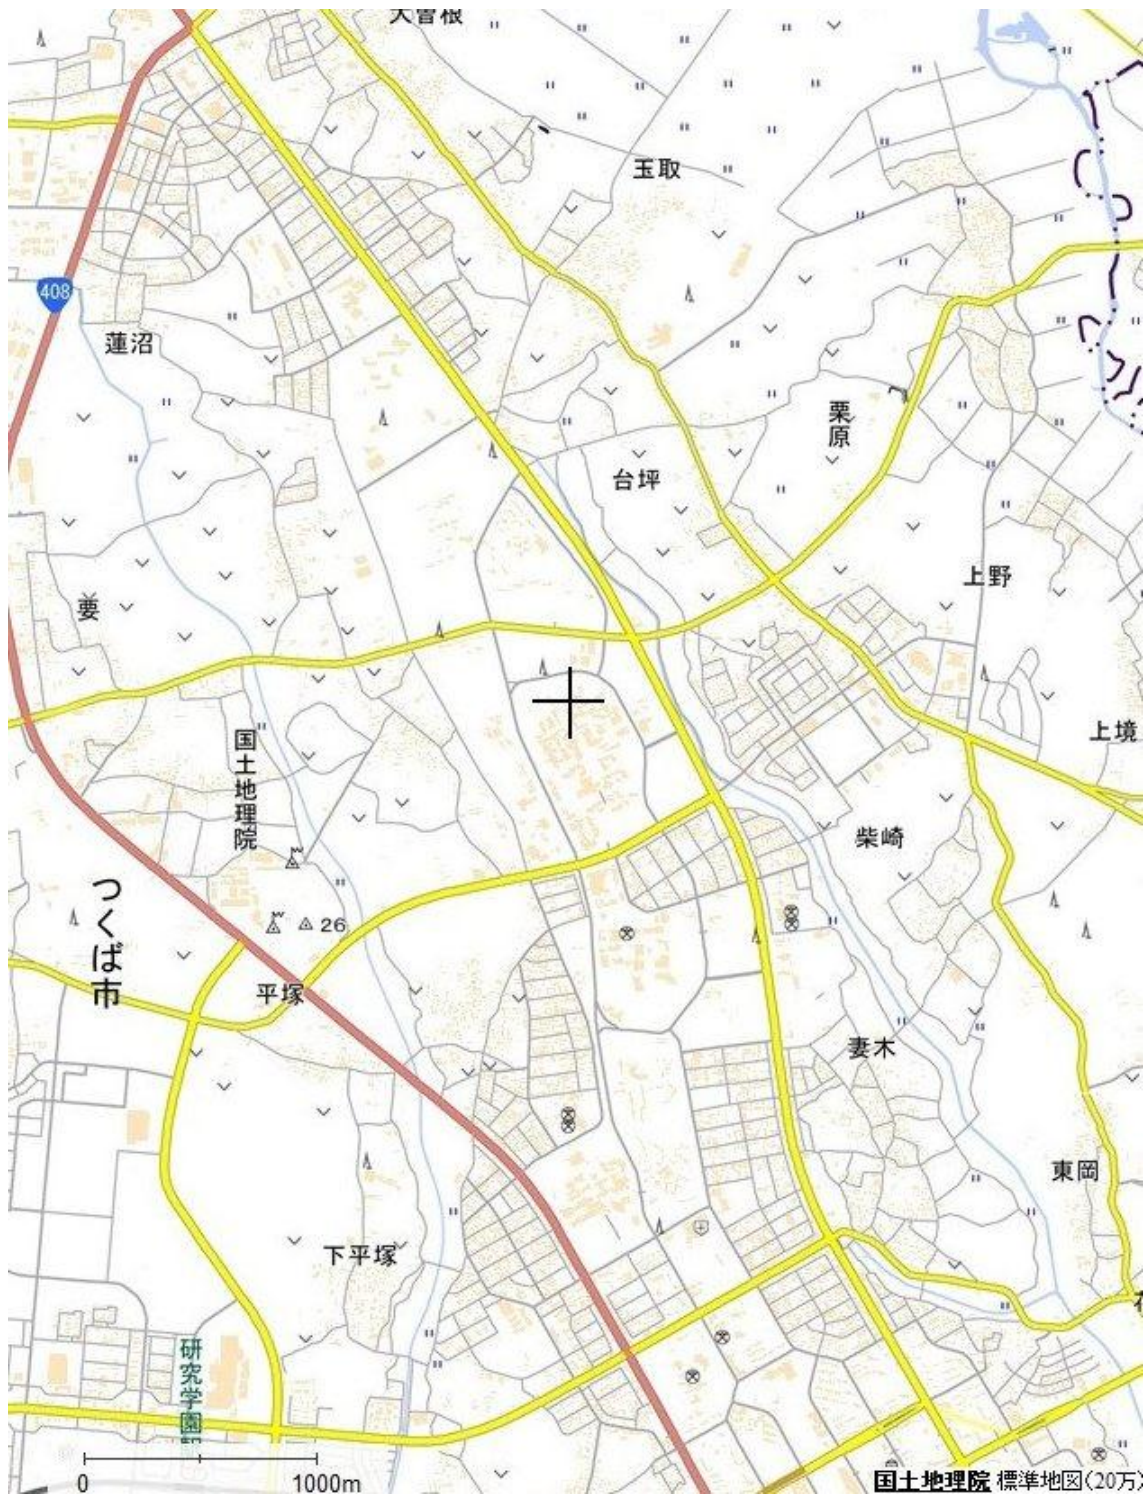 大曽根
玉取
408
蓮沼
栗原
台坪
上野
要
国土地理院
上境
柴崎
つくば市
26
平塚
妻木
東岡
下平塚
研究学園駅
0
1000m
国土地理院 標準地図(20万)